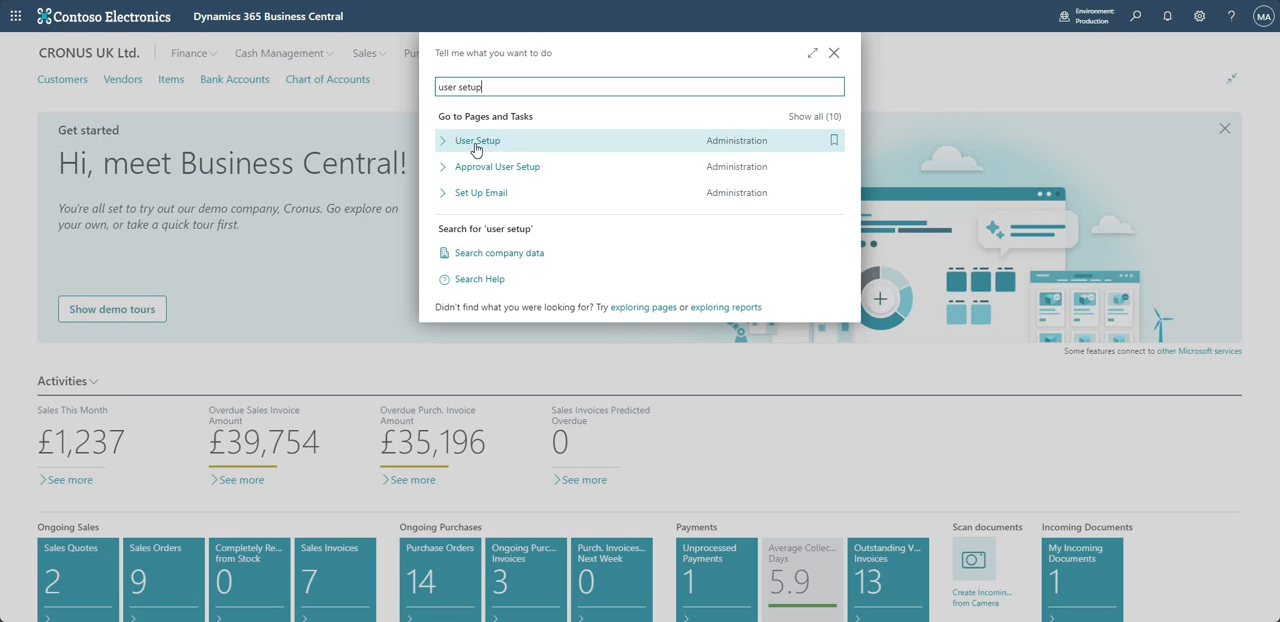 Contoso Electronics
Dynamics 365 Business Central
Environment:
Production
?
MA
CRONUS UK Ltd.
Finance
Cash Management
Sales
Customers
Vendors
Items
Bank Accounts
Chart of Accounts
Tell me what you want to do
user setup
Go to Pages and Tasks
Show all (10)
User Setup
Administration
Approval User Setup
Administration
Set Up Email
Administration
Search for 'user setup'
Search company data
Search Help
Didn't find what you were looking for? Try exploring pages or exploring reports
Get started
Hi, meet Business Central!
You're all set to try out our demo company, Cronus. Go explore on
your own, or take a quick tour first.
Show demo tours
Some features connect to other Microsoft services
Activities
Sales This Month
£1,237
See more
Overdue Sales Invoice
Amount
£39,754
See more
Overdue Purch. Invoice
Amount
£35,196
See more
Sales Invoices Predicted
Overdue
0
See more
Ongoing Sales
Sales Quotes
2
Sales Orders
9
Completely Re...
from Stock
0
Sales Invoices
7
Ongoing Purchases
Purchase Orders
14
Ongoing Purc...
Invoices
3
Purch. Invoices...
Next Week
0
Payments
Unprocessed
Payments
1
Average Collec...
Days
5.9
Outstanding V...
Invoices
13
Scan documents
Create Incomin...
from Camera
Incoming Documents
My Incoming
Documents
1